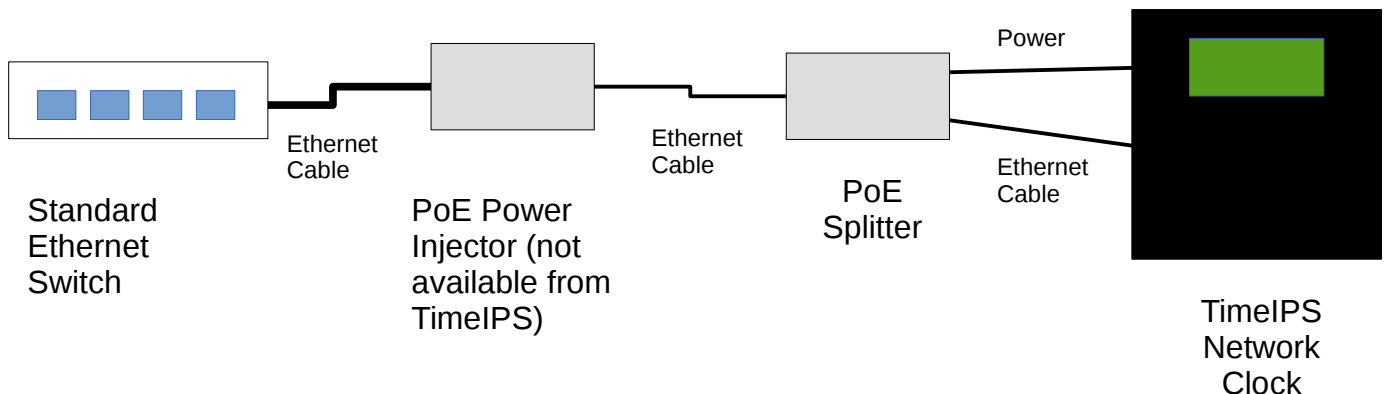 Power
Ethernet
Cable
Ethernet
Cable
Ethernet
Cable
Standard
Ethernet
Switch
PoE Power
Injector (not
available from
TimeIPS)
PoE
Splitter
TimeIPS
Network
Clock